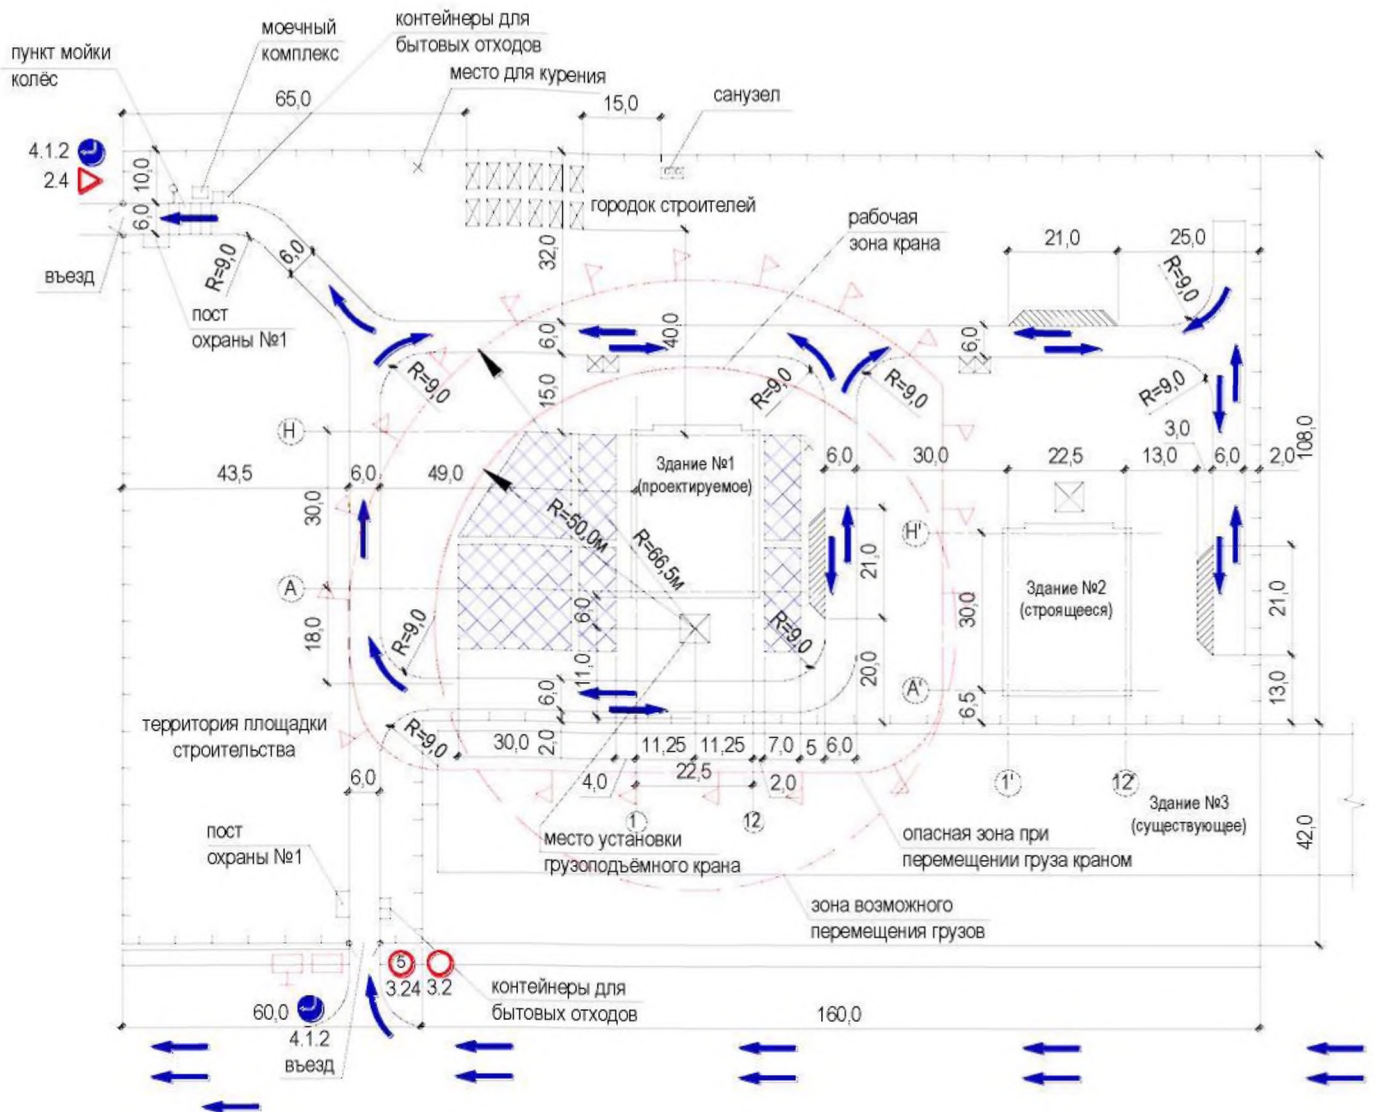 моечный
комплекс
контейнеры для
бытовых отходов
пункт мойки
колёс
место для курения
65,0
15,0
санузел
4.1.2
2.4
10,0
6,0
городок строителей
рабочая
зона крана
32,0
21,0
25,0
R=9,0
6,0
R=9,0
въезд
пост
охраны №1
6,0
40,0
6,0
R=9,0
15,0
R=9,0
R=9,0
R=9,0
Н
43,5
6,0
49,0
Здание №1
(проектируемое)
6,0
30,0
22,5
13,0
3,0
6,0
2,0
108,0
30,0
R=50,0м
R=66,5м
21,0
Н'
А
6,0
Здание №2
(строящееся)
30,0
21,0
18,0
R=9,0
R=9,0
11,0
6,0
20,0
А'
6,5
13,0
территория площадки
строительства
R=9,0
30,0
2,0
11,25
11,25
7,0
5
6,0
6,0
4,0
22,5
2,0
1
12
1'
12'
Здание №3
(существующее)
42,0
пост
охраны №1
место установки
грузоподъёмного крана
опасная зона при
перемещении груза краном
зона возможного
перемещения грузов
5
3.24
3.2
контейнеры для
бытовых отходов
60,0
4.1.2
въезд
160,0